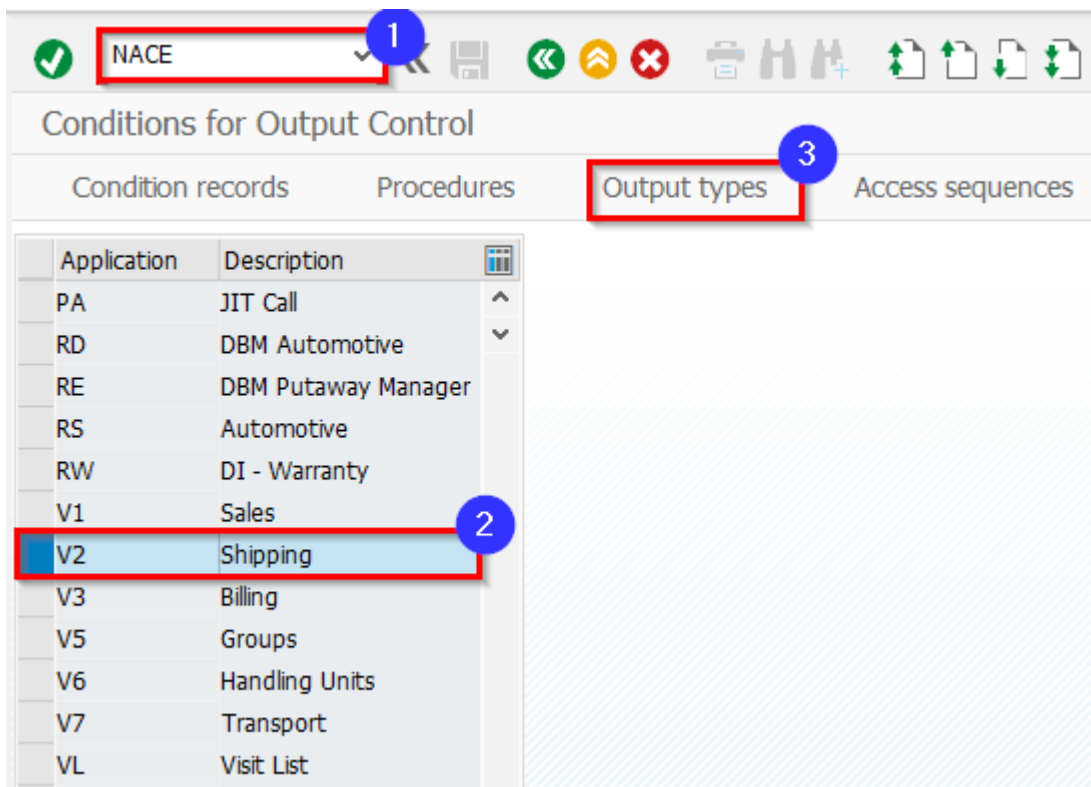 NACE 1
Conditions for Output Control
3
Condition records Procedures Output types Access sequences
Application Description
PA JIT Call
RD DBM Automotive
RE DBM Putaway Manager
RS Automotive
RW DI - Warranty
V1 Sales
2
V2 Shipping
V3 Billing
V5 Groups
V6 Handling Units
V7 Transport
VL Visit List